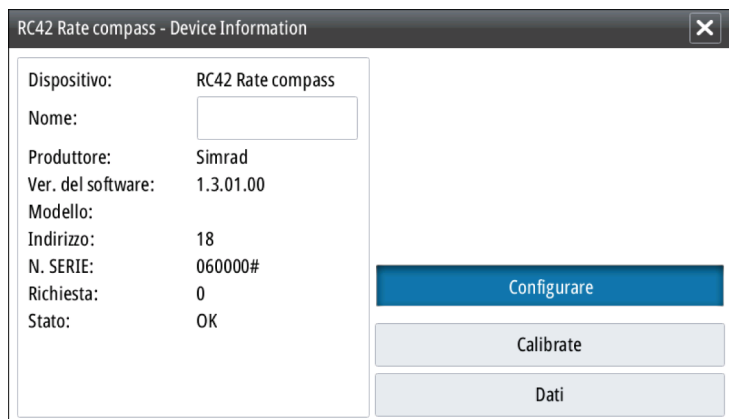 RC42 Rate compass - Device Information
Dispositivo: RC42 Rate compass
Nome:
Produttore: Simrad
Ver. del software: 1.3.01.00
Modello:
Indirizzo: 18
N. SERIE: 060000#
Richiesta: 0
Stato: OK
Configurare
Calibrate
Dati